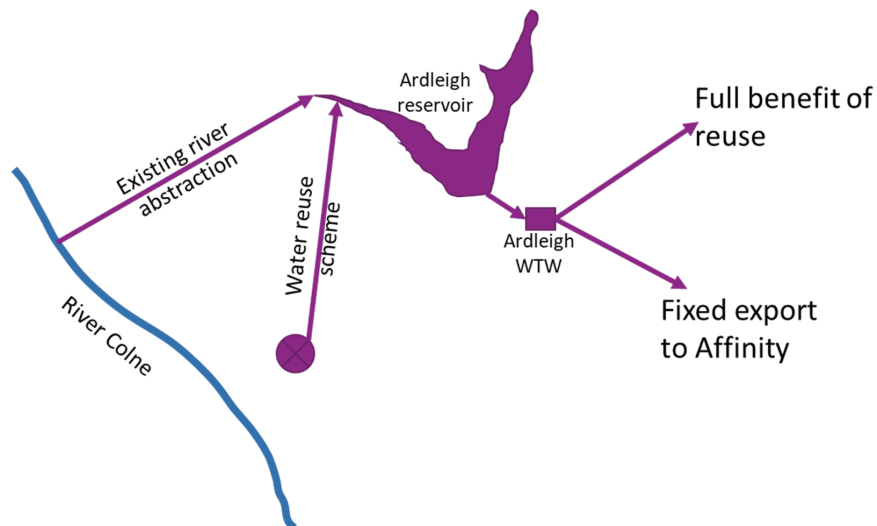 Ardleigh
reservoir
Full benefit of
reuse
Existing river
abstraction
Water reuse
scheme
Ardleigh
WTW
River Colne
Fixed export
to Affinity